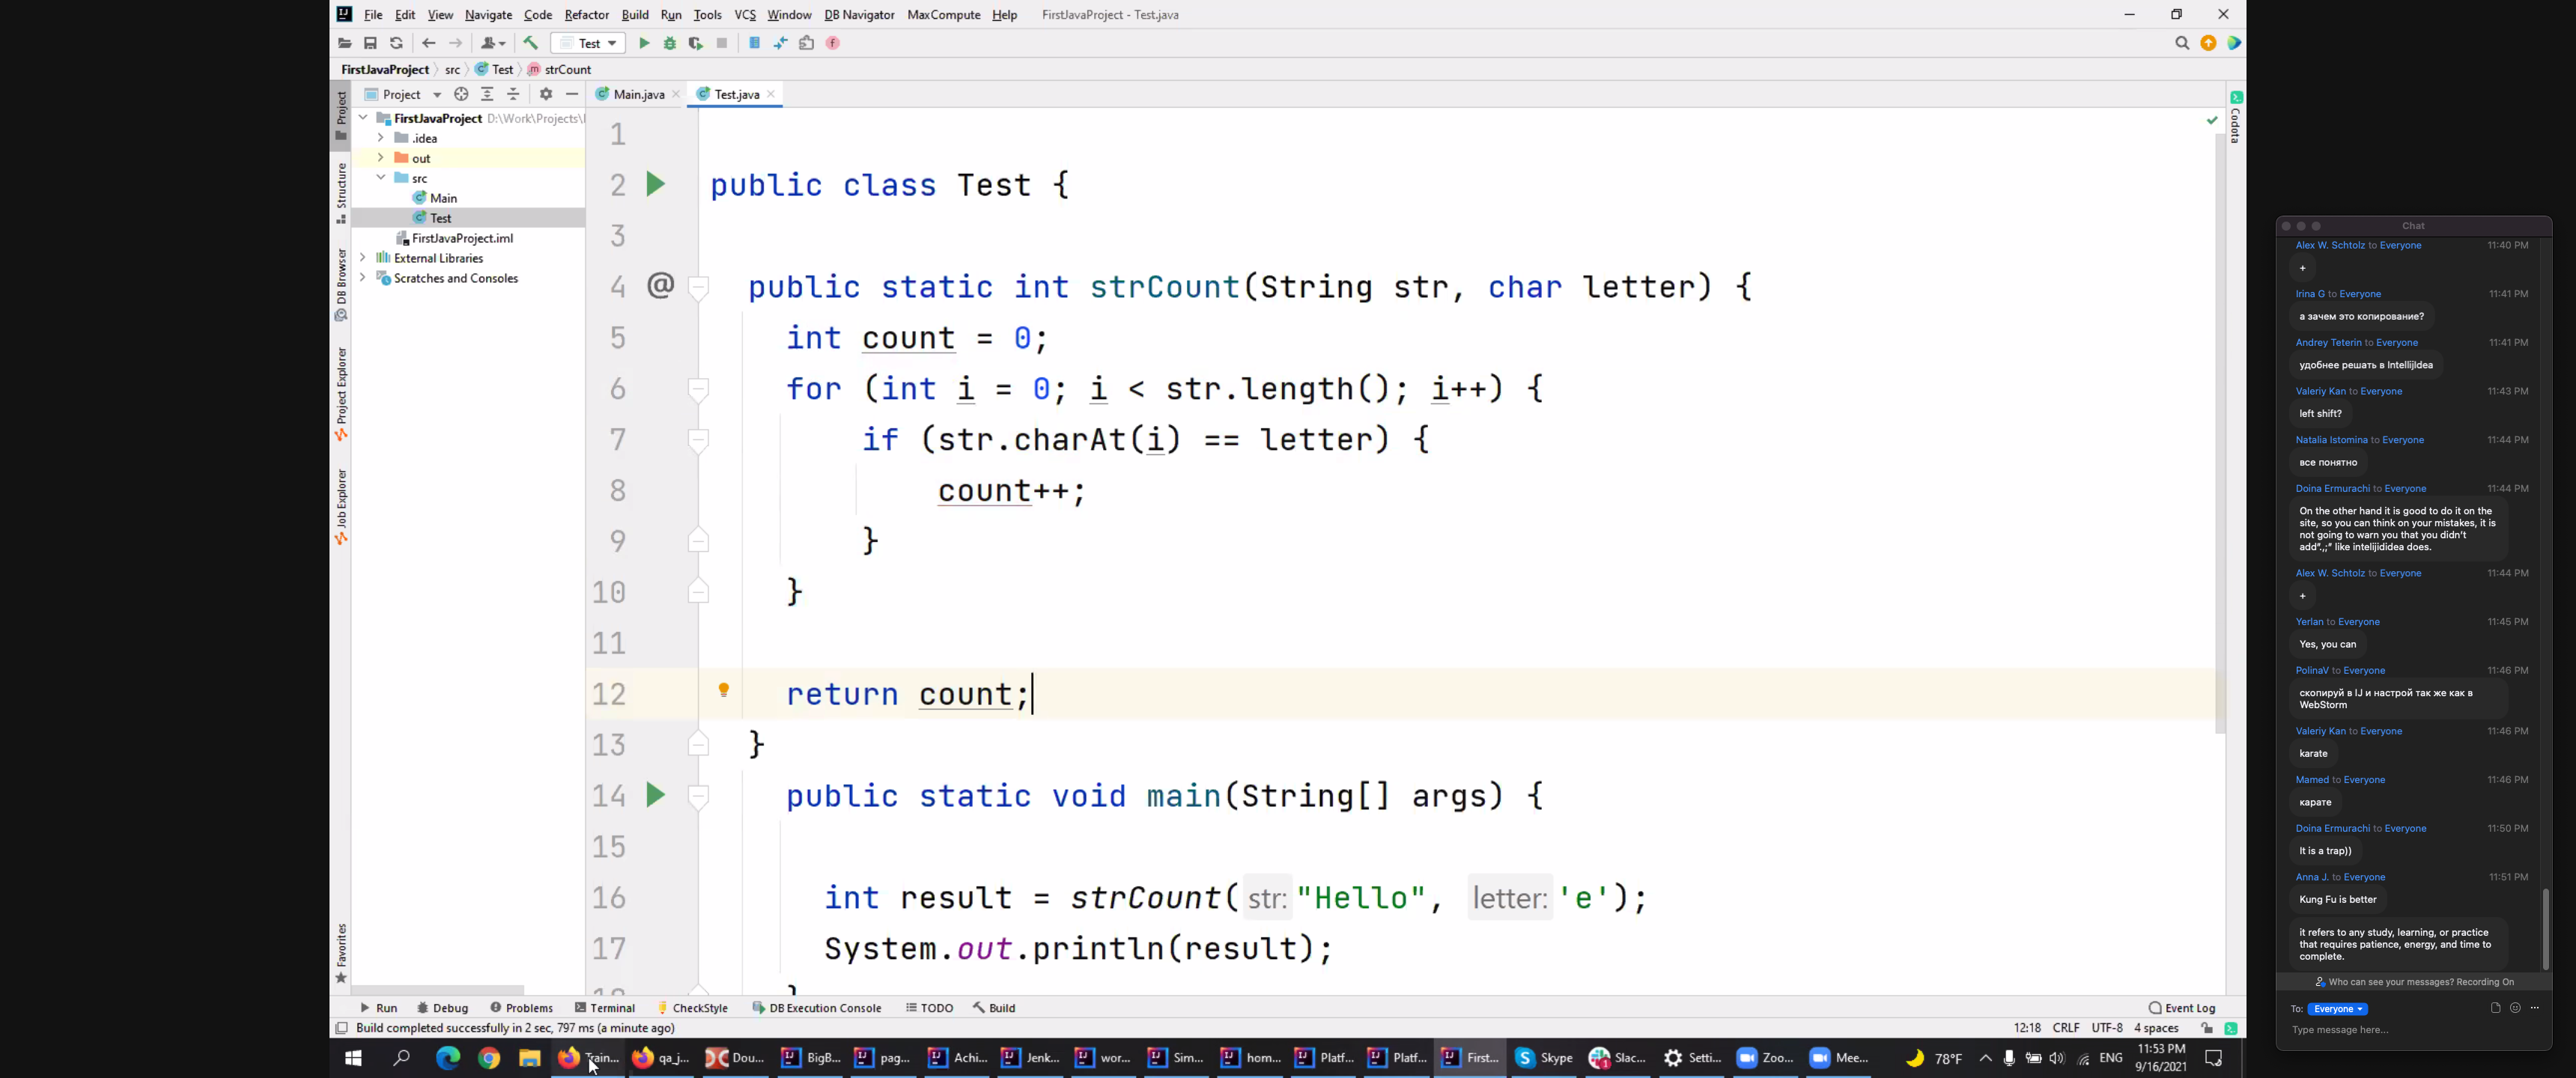 File Edit View Navigate Code Refactor Build Run Tools VCS Window DB Navigator MaxCompute Help FirstJavaProject - Test.java
Test
FirstJavaProject src Test strCount
Project
Main.java
Test.java
Project
Structure
DB Browser
Project Explorer
Job Explorer
Favorites
FirstJavaProject D:\Work\Projects\
.idea
out
src
Main
Test
FirstJavaProject.iml
External Libraries
Scratches and Consoles
1
2 public class Test {
3
4 @ public static int strCount(String str, char letter) {
5 int count = 0;
6 for (int i = 0; i < str.length(); i++) {
7 if (str.charAt(i) == letter) {
8 count++;
9 }
10 }
11
12 return count;
13 }
14 public static void main(String[] args) {
15
16 int result = strCount( str: "Hello", letter: 'e');
17 System.out.println(result);
Codota
Run Debug Problems Terminal CheckStyle DB Execution Console TODO Build Event Log
Build completed successfully in 2 sec, 797 ms (a minute ago) 12:18 CRLF UTF-8 4 spaces
Train... qa_j... Dou... BigB... pag... Achi... Jenk... wor... Sim... hom... Platf... Platf... First... Skype Slac... Setti... Zoo... Mee... 78°F ENG
11:53 PM
9/16/2021
Chat
Alex W. Schtolz to Everyone 11:40 PM
+
Irina G to Everyone 11:41 PM
а зачем это копирование?
Andrey Teterin to Everyone 11:41 PM
удобнее решать в IntellijIdea
Valeriy Kan to Everyone 11:43 PM
left shift?
Natalia Istomina to Everyone 11:44 PM
все понятно
Doina Ermurachi to Everyone 11:44 PM
On the other hand it is good to do it on the
site, so you can think on your mistakes, it is
not going to warn you that you didn't
add".,;" like intelijididea does.
Alex W. Schtolz to Everyone 11:44 PM
+
Yerlan to Everyone 11:45 PM
Yes, you can
PolinaV to Everyone 11:46 PM
скопируй в IJ и настрой так же как в
WebStorm
Valeriy Kan to Everyone 11:46 PM
karate
Mamed to Everyone 11:46 PM
карате
Doina Ermurachi to Everyone 11:50 PM
It is a trap))
Anna J. to Everyone 11:51 PM
Kung Fu is better
it refers to any study, learning, or practice
that requires patience, energy, and time to
complete.
Who can see your messages? Recording On
To: Everyone
Type message here...